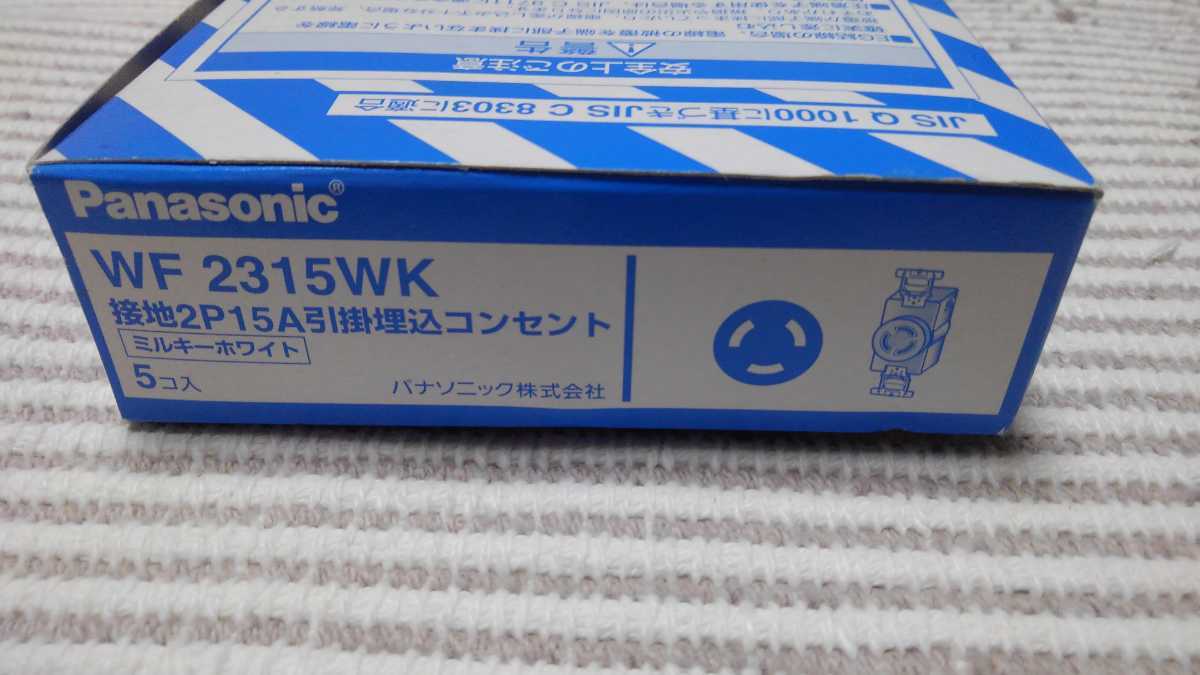 Panasonic®
WF 2315WK
接地2P15A引掛埋込コンセント
ミルキーホワイト
5コ入
パナソニック株式会社
JIS Q 1000に基づきJIS C 8303に適合
安全上のご注意
⚠警告